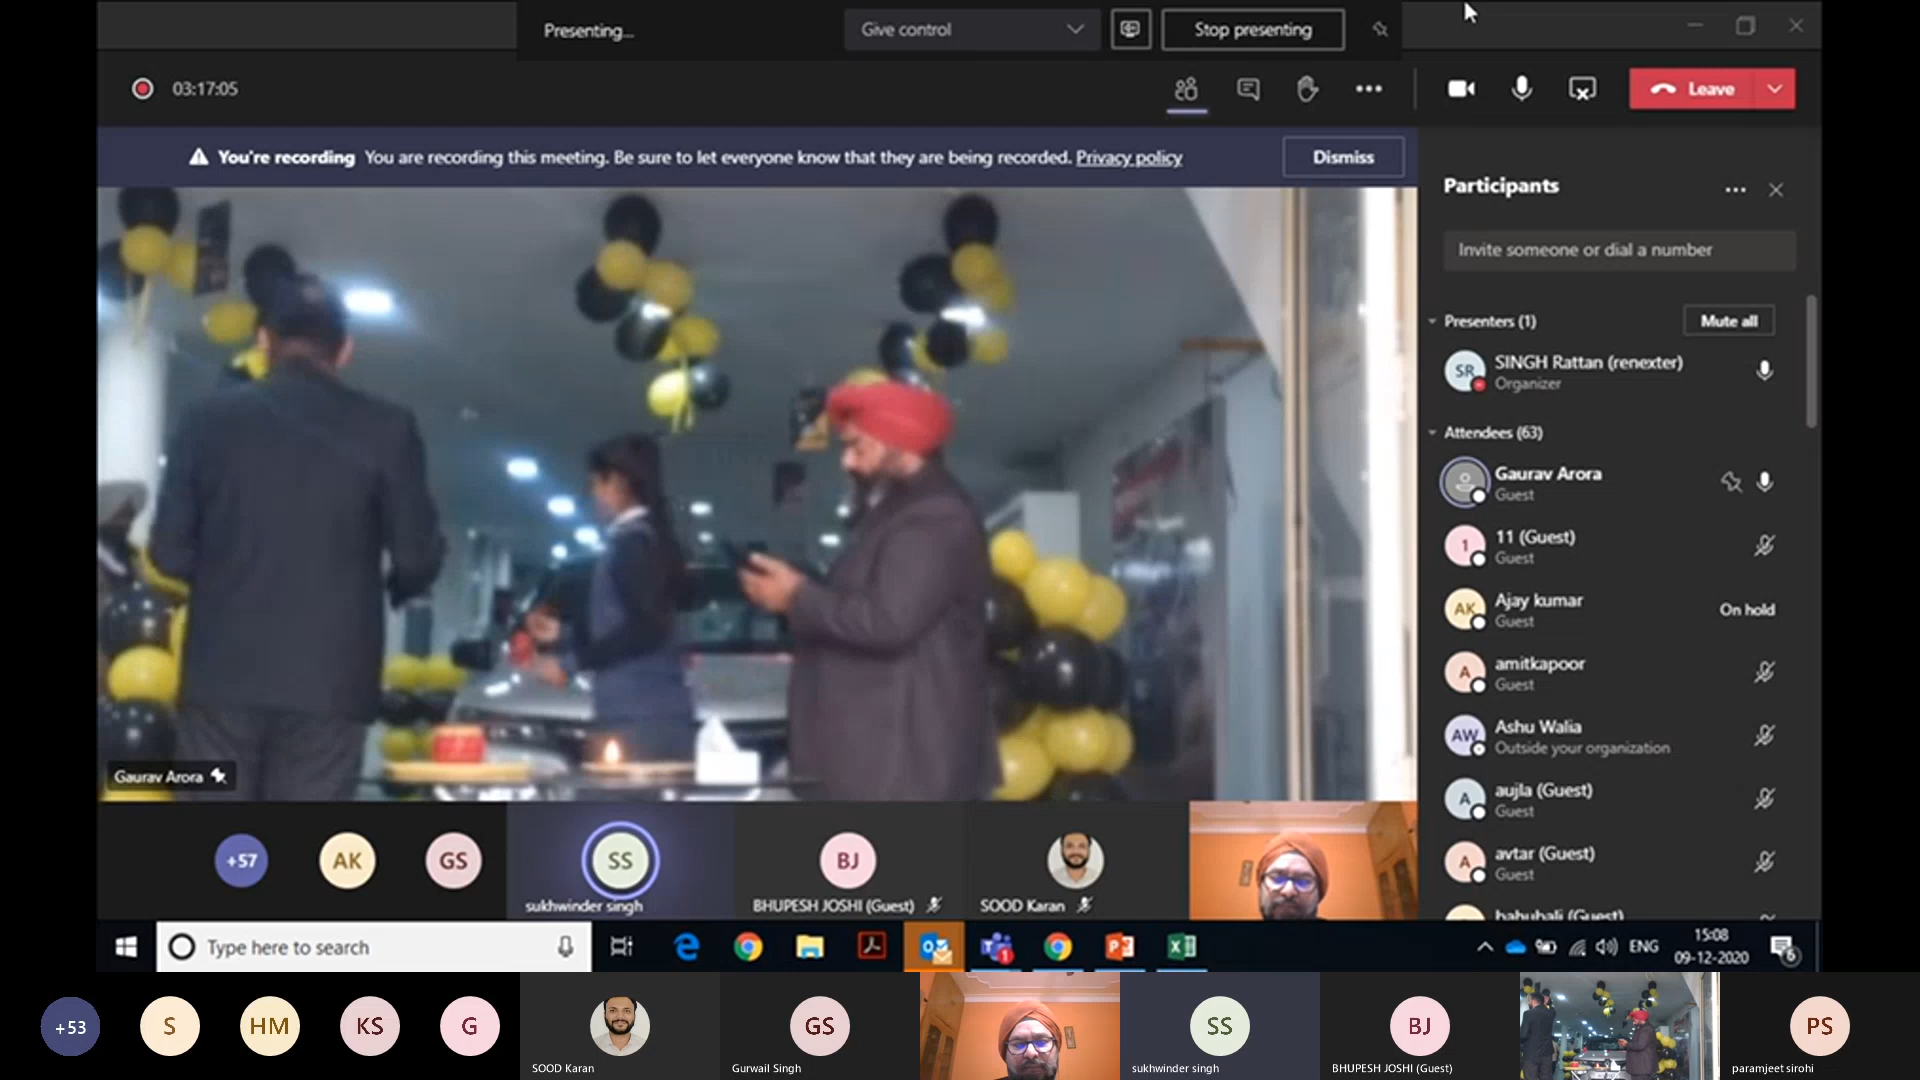 Presenting...
Give control
Stop presenting
03:17:05
Leave
You're recording You are recording this meeting. Be sure to let everyone know that they are being recorded. Privacy policy
Dismiss
Participants
Invite someone or dial a number
Presenters (1)
Mute all
SR
SINGH Rattan (renexter)
Organizer
Attendees (63)
Gaurav Arora
Guest
1
11 (Guest)
Guest
AK
Ajay kumar
Guest
On hold
A
amitkapoor
Guest
AW
Ashu Walia
Outside your organization
A
aujla (Guest)
Guest
A
avtar (Guest)
Guest
bahubali (Guest)
Gaurav Arora
+57
AK
GS
SS
sukhwinder singh
BJ
BHUPESH JOSHI (Guest)
SOOD Karan
Type here to search
ENG
15:08
09-12-2020
6
+53
S
HM
KS
G
SOOD Karan
GS
Gurwail Singh
SS
sukhwinder singh
BJ
BHUPESH JOSHI (Guest)
PS
paramjeet sirohi